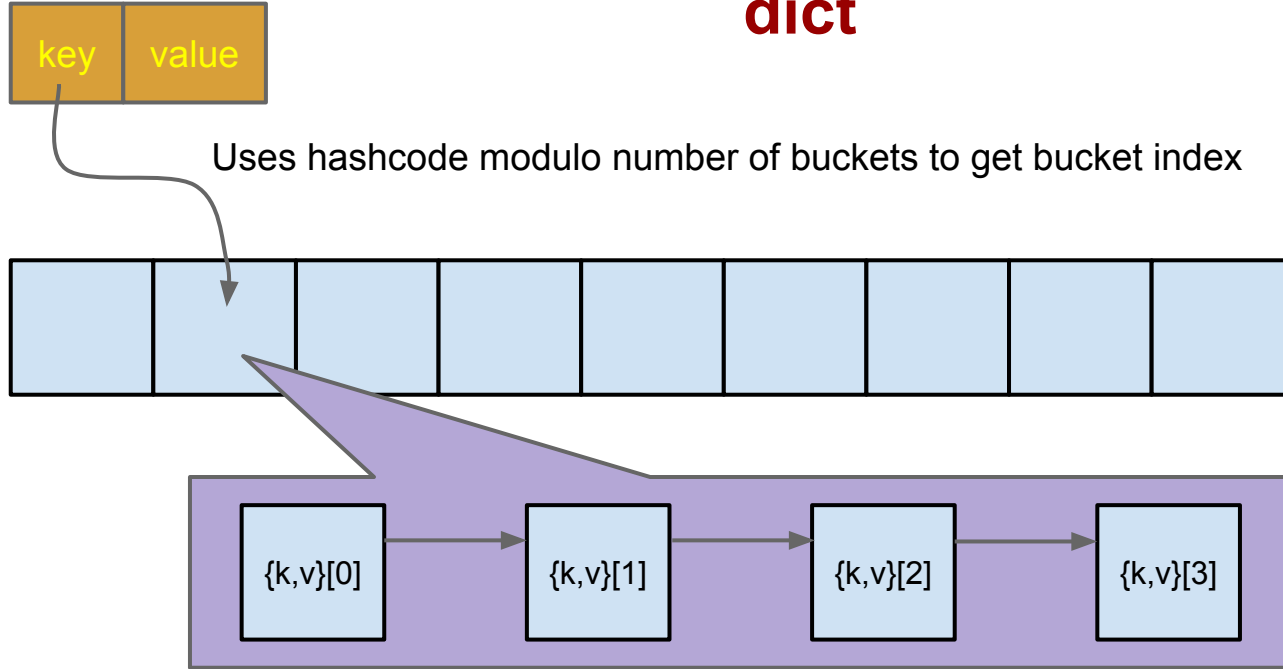 dict
key value
Uses hashcode modulo number of buckets to get bucket index
{k,v}[0] {k,v}[1] {k,v}[2] {k,v}[3]